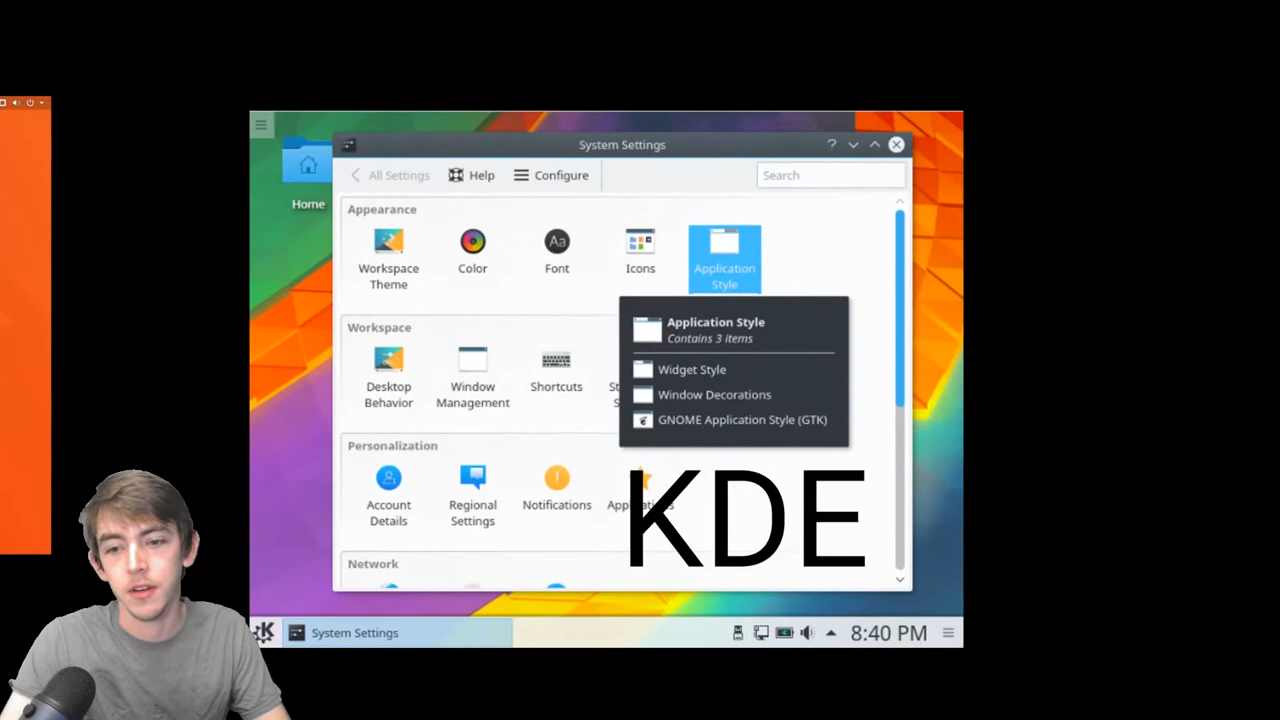 System Settings
All Settings
Help
Configure
Search
Home
Appearance
Workspace
Theme
Color
Aa
Font
Icons
Application
Style
Application Style
Contains 3 items
Widget Style
Window Decorations
GNOME Application Style (GTK)
Workspace
Desktop
Behavior
Window
Management
Shortcuts
Personalization
Account
Details
Regional
Settings
Notifications
KDE
Network
System Settings
8:40 PM